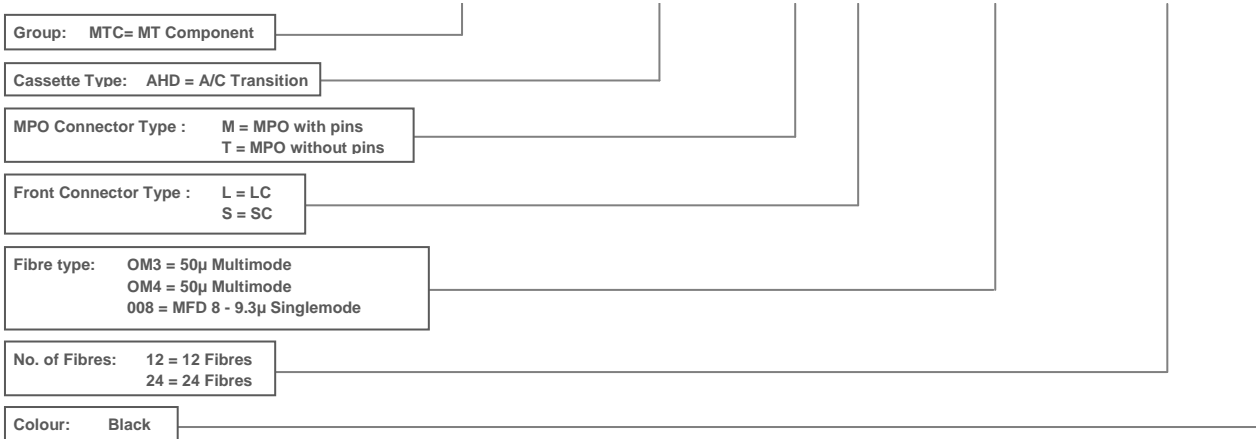 Group: MTC= MT Component
Cassette Type: AHD = A/C Transition
MPO Connector Type : M = MPO with pins
T = MPO without pins
Front Connector Type : L = LC
S = SC
Fibre type: OM3 = 50µ Multimode
OM4 = 50µ Multimode
008 = MFD 8 - 9.3µ Singlemode
No. of Fibres: 12 = 12 Fibres
24 = 24 Fibres
Colour: Black